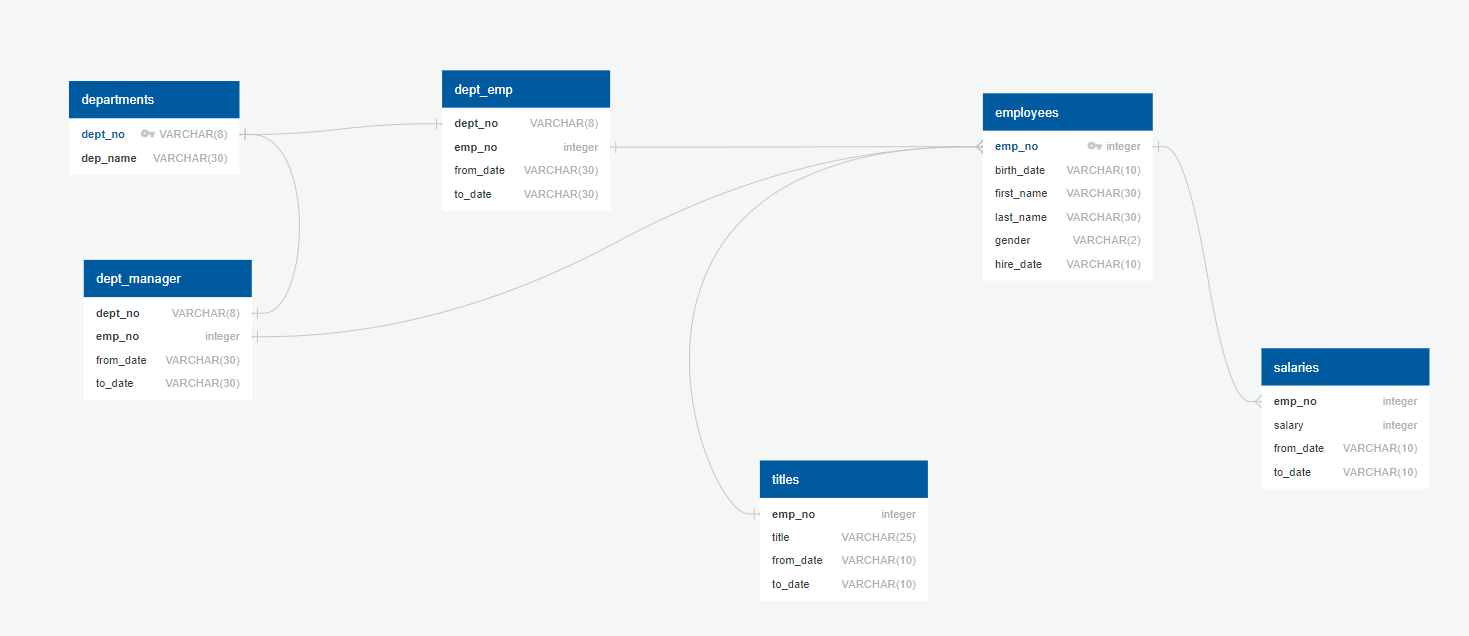 departments
dept_no VARCHAR(8)
dep_name VARCHAR(30)
dept_emp
dept_no VARCHAR(8)
emp_no integer
from_date VARCHAR(30)
to_date VARCHAR(30)
employees
emp_no integer
birth_date VARCHAR(10)
first_name VARCHAR(30)
last_name VARCHAR(30)
gender VARCHAR(2)
hire_date VARCHAR(10)
dept_manager
dept_no VARCHAR(8)
emp_no integer
from_date VARCHAR(30)
to_date VARCHAR(30)
salaries
emp_no integer
salary integer
from_date VARCHAR(10)
to_date VARCHAR(10)
titles
emp_no integer
title VARCHAR(25)
from_date VARCHAR(10)
to_date VARCHAR(10)